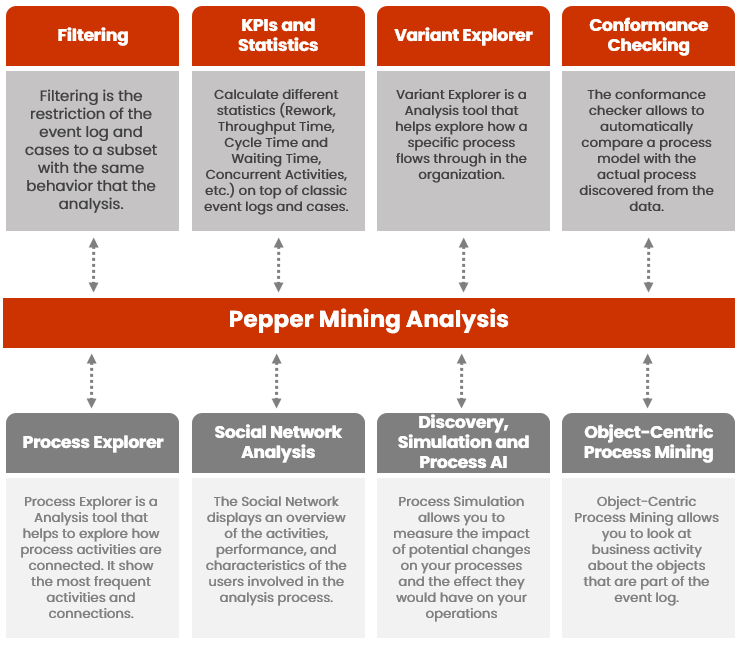 Filtering
Filtering is the
restriction of the
event log and
cases to a subset
with the same
behavior that the
analysis.
KPIs and
Statistics
Calculate different
statistics (Rework,
Throughput Time,
Cycle Time and
Waiting Time,
Concurrent Activities,
etc.) on top of classic
event logs and cases.
Variant Explorer
Variant Explorer is a
Analysis tool that
helps explore how a
specific process
flows through in the
organization.
Conformance
Checking
The conformance
checker allows to
automatically
compare a process
model with the
actual process
discovered from the
data.
Pepper Mining Analysis
Process Explorer
Process Explorer is a
Analysis tool that
helps to explore how
process activities are
connected. It show
the most frequent
activities and
connections.
Social Network
Analysis
The Social Network
displays an overview
of the activities,
performance, and
characteristics of the
users involved in the
analysis process.
Discovery,
Simulation and
Process AI
Process Simulation
allows you to
measure the impact
of potential changes
on your processes
and the effect they
would have on your
operations
Object-Centric
Process Mining
Object-Centric
Process Mining allows
you to look at
business activity
about the objects
that are part of the
event log.